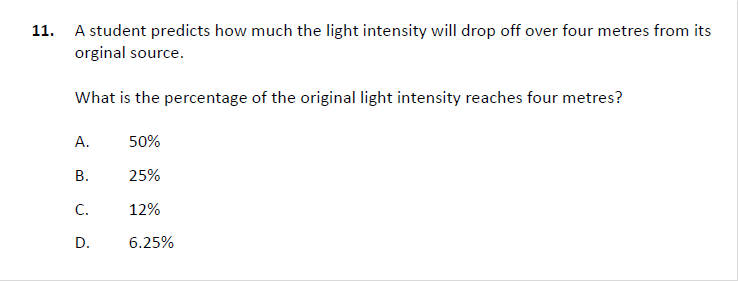 11. A student predicts how much the light intensity will drop off over four metres from its
orginal source.
What is the percentage of the original light intensity reaches four metres?
A. 50%
B. 25%
C. 12%
D. 6.25%